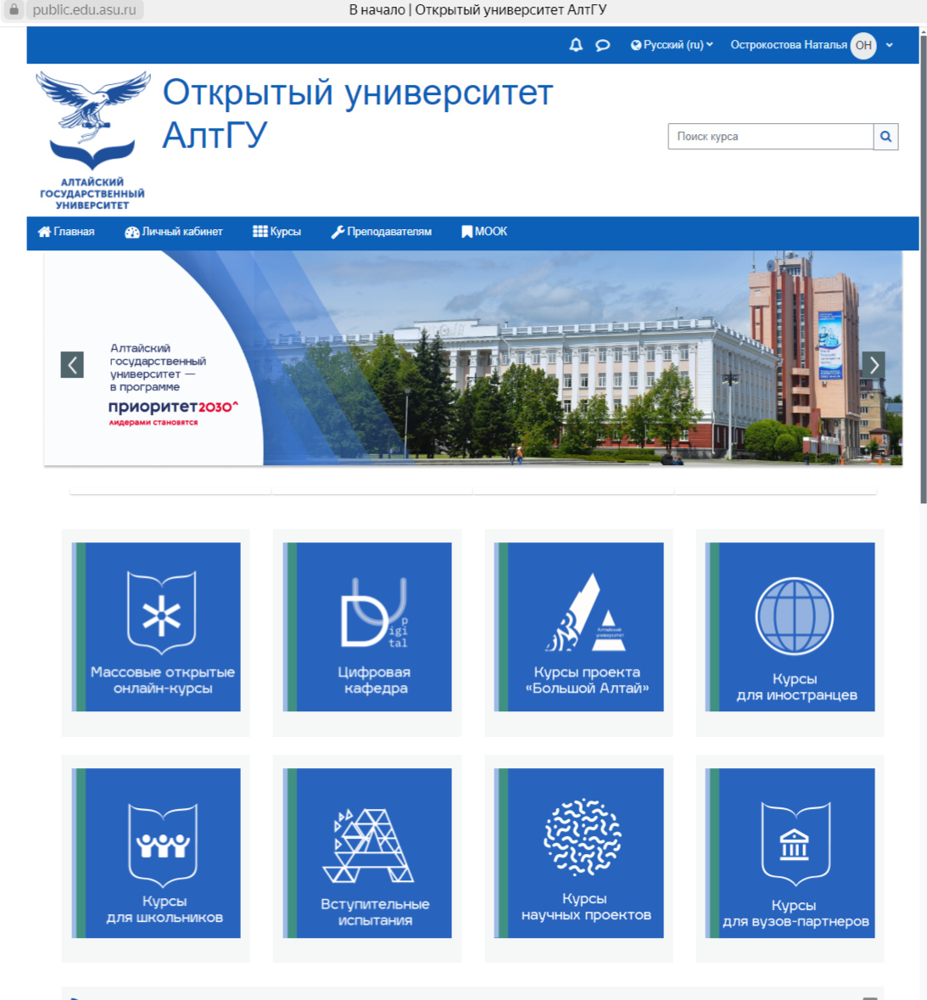 public.edu.asu.ru
В начало | Открытый университет АлтГУ
Русский (ru)
Острокостова Наталья ОН
Открытый университет
АлтГУ
АЛТАЙСКИЙ
ГОСУДАРСТВЕННЫЙ
УНИВЕРСИТЕТ
Поиск курса
Главная
Личный кабинет
Курсы
Преподавателям
МООК
Алтайский
государственный
университет —
в программе
приоритет2030^
лидерами становятся
Массовые открытые
онлайн-курсы
Digital
Up
Цифровая
кафедра
Алтайский
университет
Курсы проекта
«Большой Алтай»
Курсы
для иностранцев
Курсы
для школьников
Вступительные
испытания
Курсы
научных проектов
Курсы
для вузов-партнеров